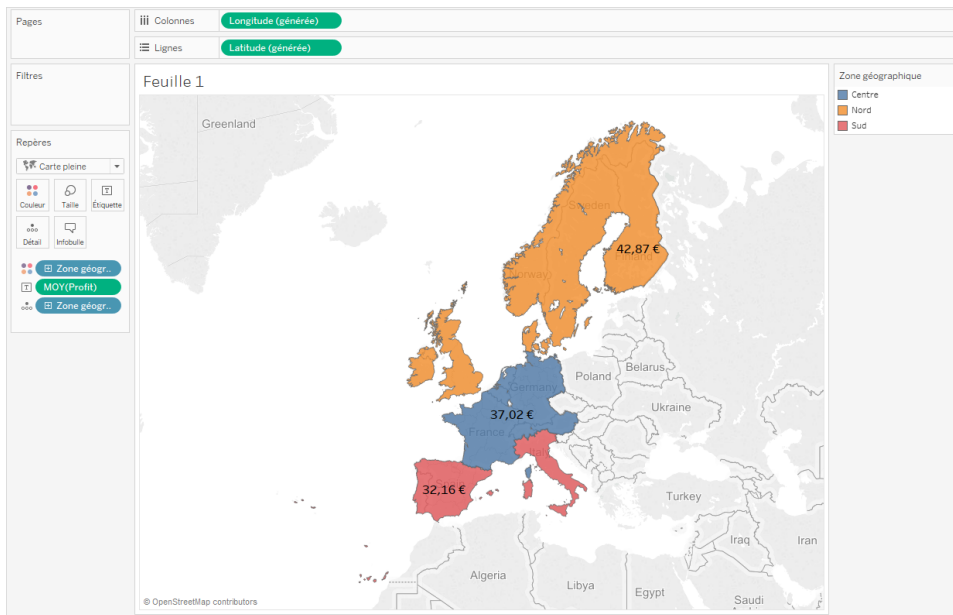 Pages
Colonnes
Longitude (générée)
Lignes
Latitude (générée)
Filtres
Repères
Carte pleine
Couleur
Taille
Étiquette
Détail
Infobulle
Zone géogr..
MOY(Profit)
Zone géogr..
Feuille 1
Greenland
Sweden
Norway
42,87 €
Finland
Poland
Belarus
Germany
Ukraine
37,02 €
France
Italy
32,16 €
Turkey
Iraq
Iran
Algeria
Libya
Egypt
Saudi
© OpenStreetMap contributors
Zone géographique
Centre
Nord
Sud